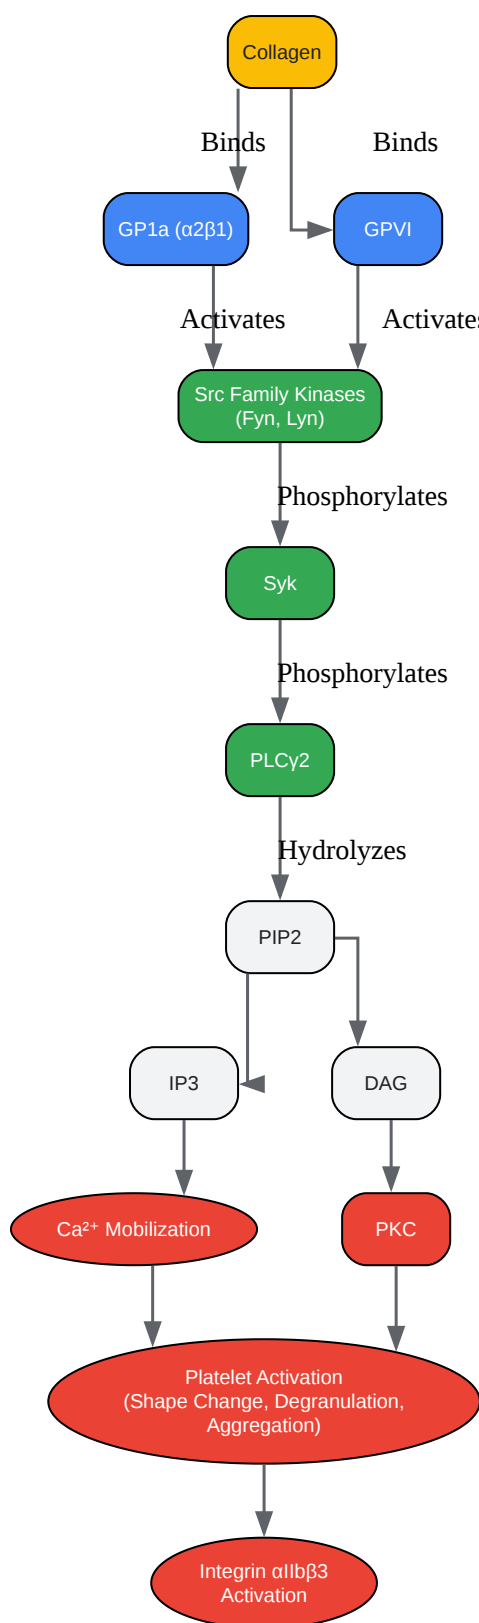 Collagen
Binds
Binds
GP1a (α2β1)
GPVI
Activates
Activates
Src Family Kinases
(Fyn, Lyn)
Phosphorylates
Syk
Phosphorylates
PLCγ2
Hydrolyzes
PIP2
IP3
DAG
Ca²⁺ Mobilization
PKC
Platelet Activation
(Shape Change, Degranulation,
Aggregation)
Integrin αIIbβ3
Activation